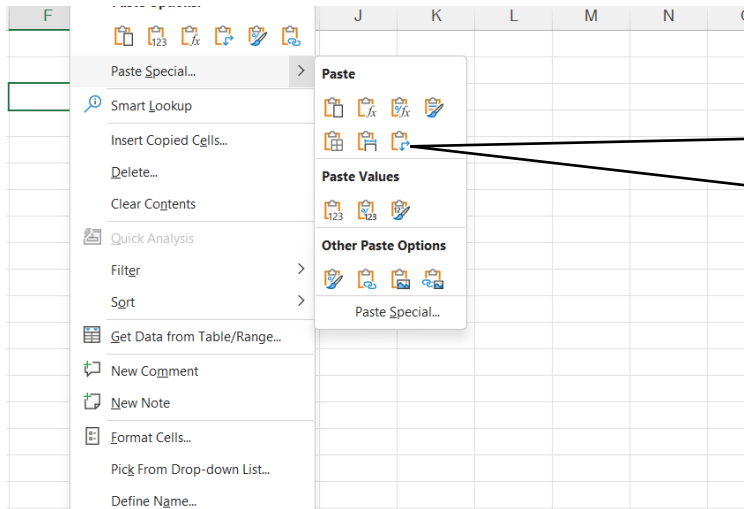 F J K L M N
Paste Special...
Paste
Smart Lookup
Insert Copied Cells...
Delete...
Paste Values
Clear Contents
Quick Analysis
Other Paste Options
Filter
Sort
Paste Special...
Get Data from Table/Range...
New Comment
New Note
Format Cells...
Pick From Drop-down List...
Define Name...